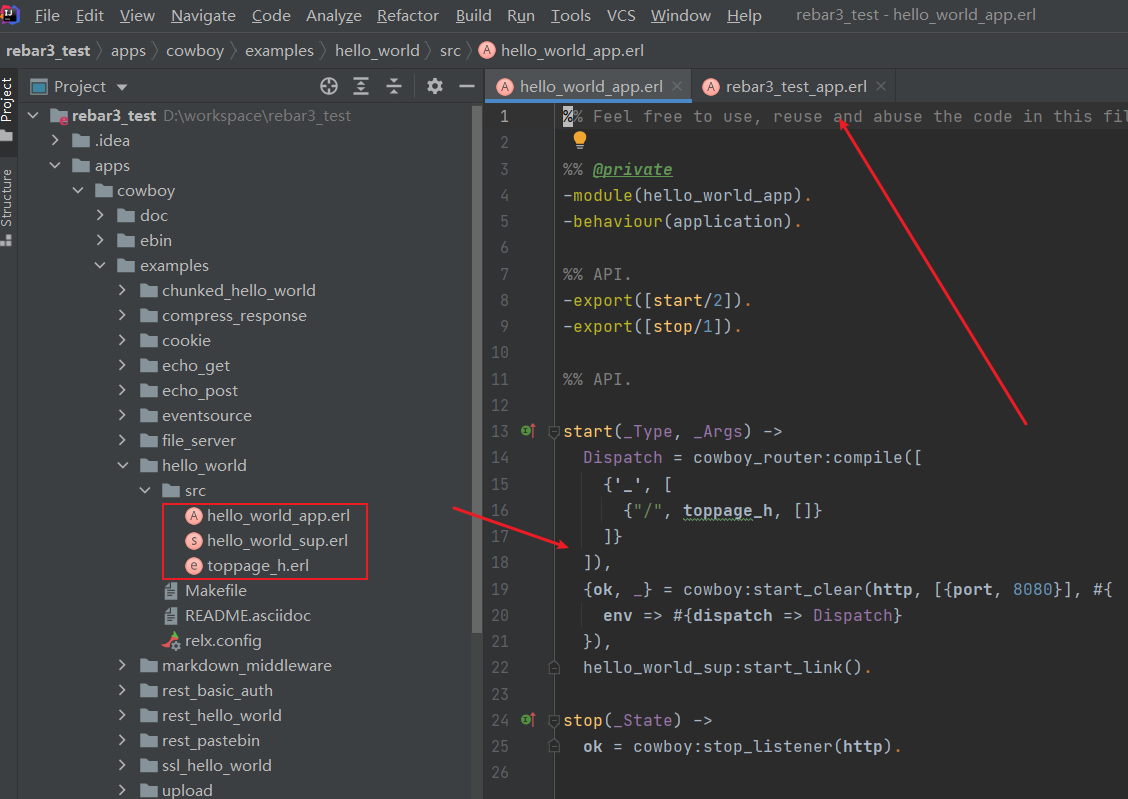 File Edit View Navigate Code Analyze Refactor Build Run Tools VCS Window Help rebar3_test - hello_world_app.erl
rebar3_test apps cowboy examples hello_world src hello_world_app.erl
Project
Structure
Project
rebar3_test D:\workspace\rebar3_test
.idea
apps
cowboy
doc
ebin
examples
chunked_hello_world
compress_response
cookie
echo_get
echo_post
eventsource
file_server
hello_world
src
hello_world_app.erl
hello_world_sup.erl
toppage_h.erl
Makefile
README.asciidoc
relx.config
markdown_middleware
rest_basic_auth
rest_hello_world
rest_pastebin
ssl_hello_world
upload
hello_world_app.erl rebar3_test_app.erl
1 %% Feel free to use, reuse and abuse the code in this fil
2
3 %% @private
4 -module(hello_world_app).
5 -behaviour(application).
6
7 %% API.
8 -export([start/2]).
9 -export([stop/1]).
10
11 %% API.
12
13 start(_Type, _Args) ->
14 Dispatch = cowboy_router:compile([
15 {'_', [
16 {"/", toppage_h, []}
17 ]}
18 ]),
19 {ok, _} = cowboy:start_clear(http, [{port, 8080}], #{
20 env => #{dispatch => Dispatch}
21 }),
22 hello_world_sup:start_link().
23
24 stop(_State) ->
25 ok = cowboy:stop_listener(http).
26